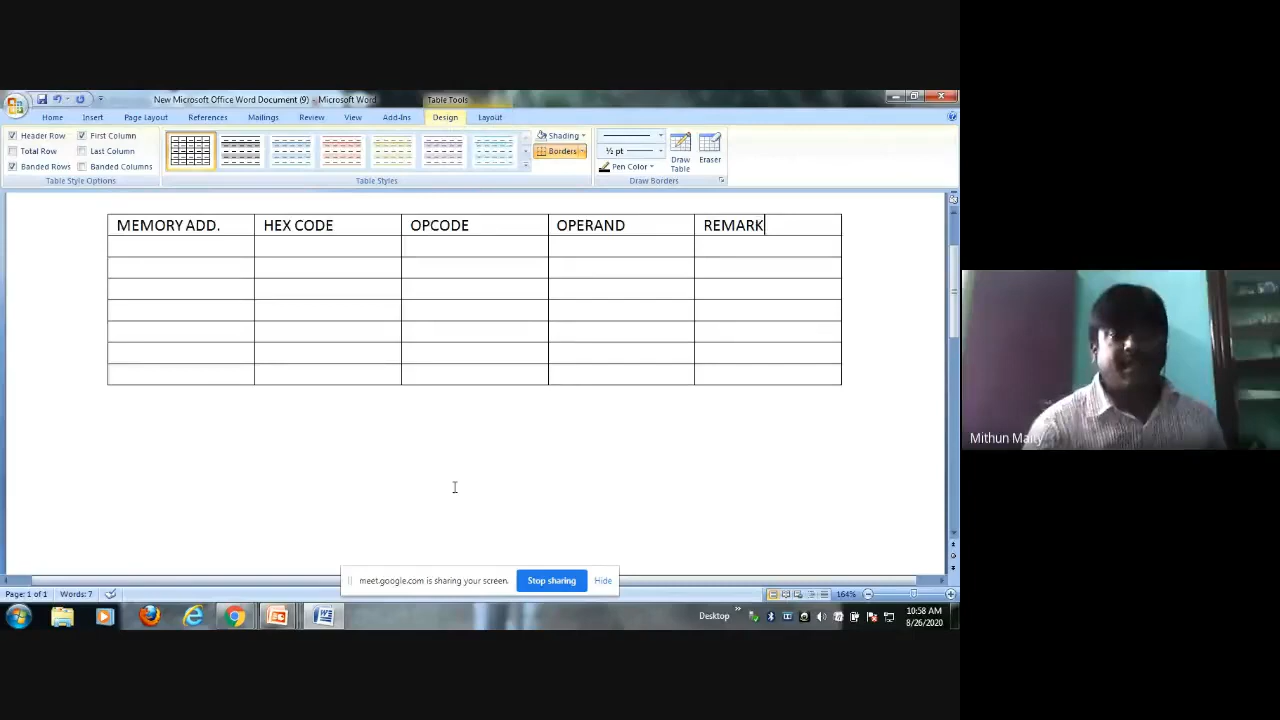 New Microsoft Office Word Document (9) - Microsoft Word
Table Tools
Home Insert Page Layout References Mailings Review View Add-Ins Design Layout
Header Row First Column
Total Row Last Column
Banded Rows Banded Columns
Table Style Options
Table Styles
Shading
Borders
½ pt
Pen Color
Draw Table
Eraser
Draw Borders
MEMORY ADD. HEX CODE OPCODE OPERAND REMARK
Mithun Maity
meet.google.com is sharing your screen. Stop sharing Hide
Page: 1 of 1 Words: 7 164%
Desktop
10:58 AM
8/26/2020